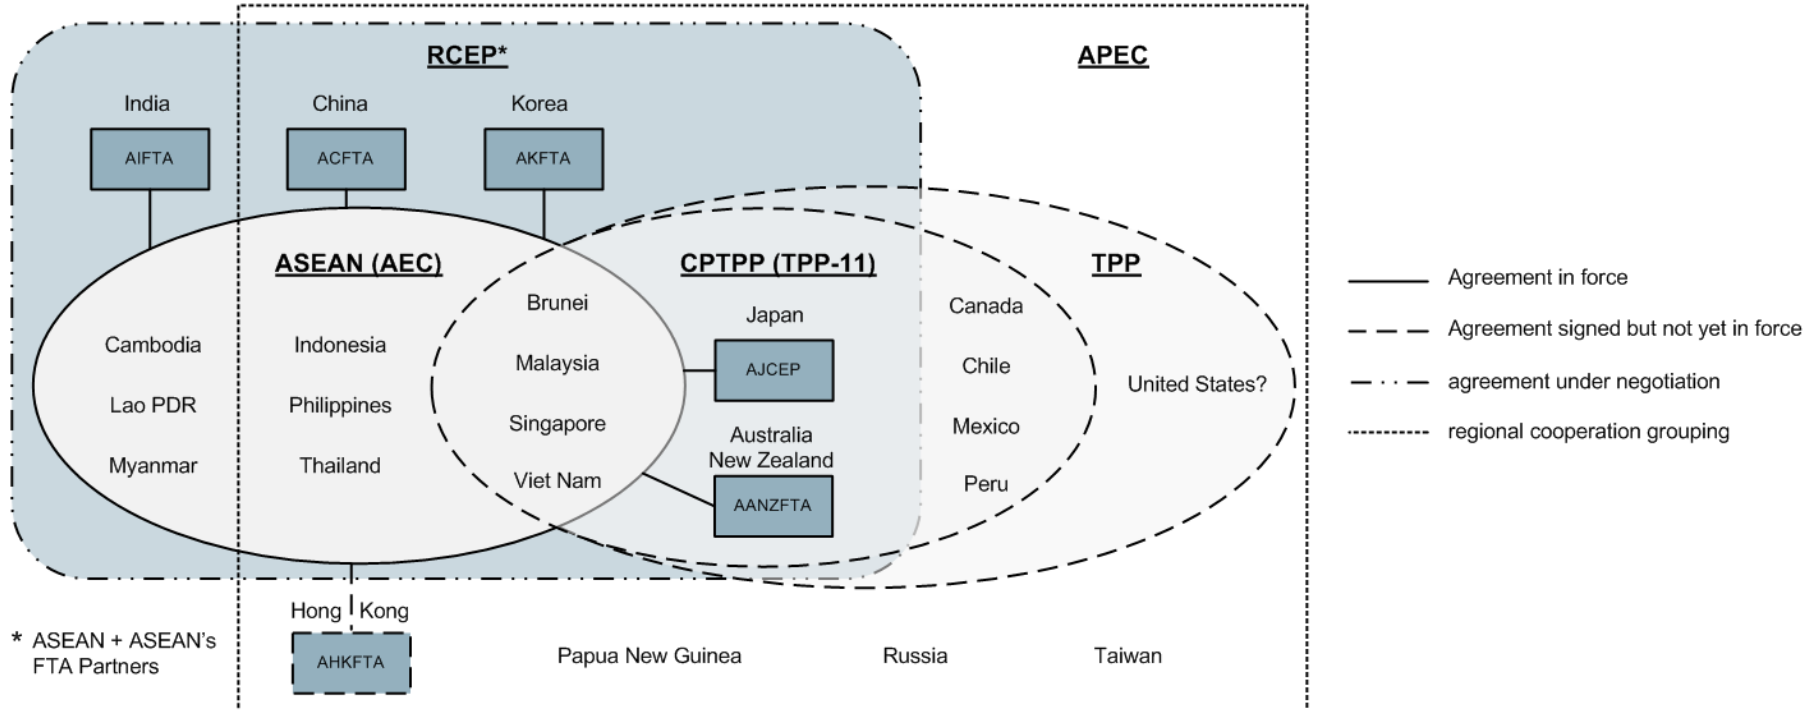 RCEP*
APEC
India
China
Korea
AIFTA
ACFTA
AKFTA
ASEAN (AEC)
CPTPP (TPP-11)
TPP
Cambodia
Lao PDR
Myanmar
Indonesia
Philippines
Thailand
Brunei
Malaysia
Singapore
Viet Nam
Japan
AJCEP
Australia
New Zealand
AANZFTA
Canada
Chile
Mexico
Peru
United States?
Agreement in force
Agreement signed but not yet in force
agreement under negotiation
regional cooperation grouping
Hong Kong
AHKFTA
Papua New Guinea
Russia
Taiwan
* ASEAN + ASEAN's
FTA Partners